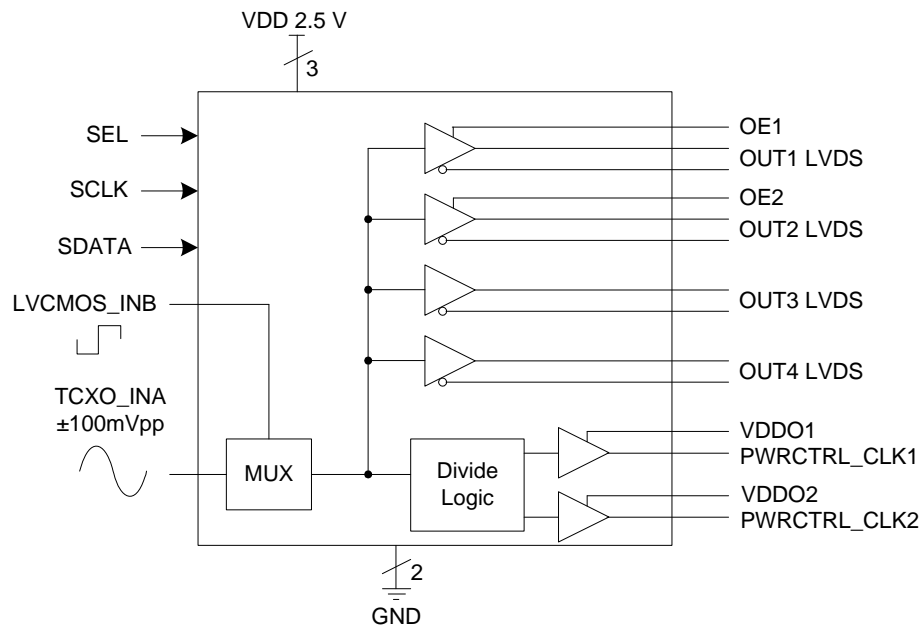 VDD 2.5 V
3
SEL
SCLK
SDATA
LVCMOS_INB
TCXO_INA
±100mVpp
MUX
Divide
Logic
OE1
OUT1 LVDS
OE2
OUT2 LVDS
OUT3 LVDS
OUT4 LVDS
VDDO1
PWRCTRL_CLK1
VDDO2
PWRCTRL_CLK2
2
GND